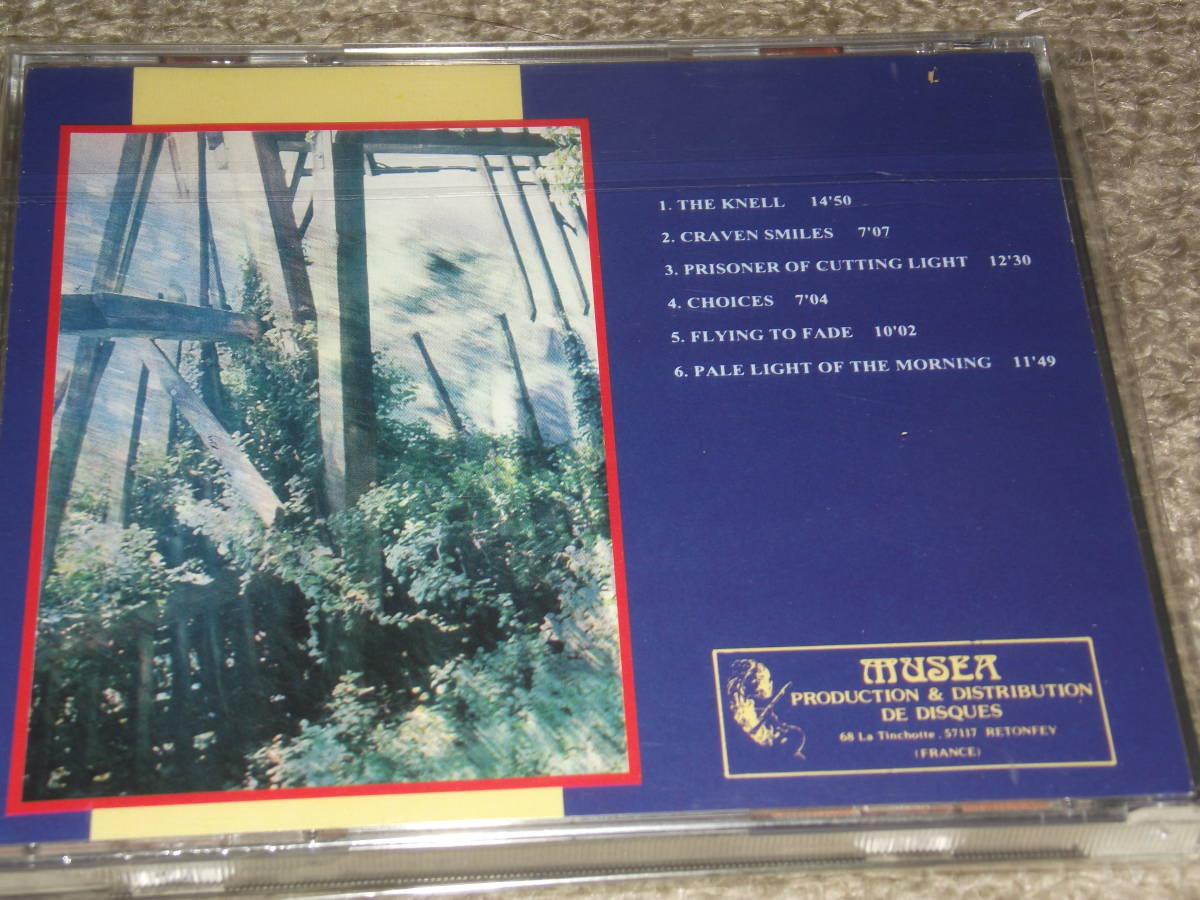 1. THE KNELL 14'50
2. CRAVEN SMILES 7'07
3. PRISONER OF CUTTING LIGHT 12'30
4. CHOICES 7'04
5. FLYING TO FADE 10'02
6. PALE LIGHT OF THE MORNING 11'49
MUSEA
PRODUCTION & DISTRIBUTION
DE DISQUES
68 La Tinchotte . 57117 RETONFEY
(FRANCE)